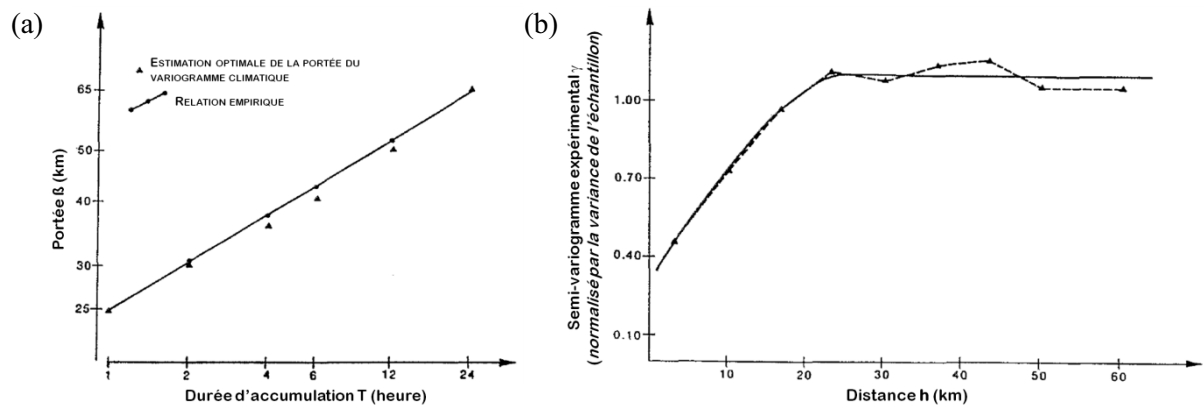 (a)
ESTIMATION OPTIMALE DE LA PORTÉE DU
VARIOGRAMME CLIMATIQUE
RELATION EMPIRIQUE
Portée ß (km)
65
50
40
30
25
1
2
4
6
12
24
Durée d'accumulation T (heure)
(b)
Semi-variogramme expérimental γ
(normalisé par la variance de l'échantillon)
1.00
0.70
0.40
0.10
10
20
30
40
50
60
Distance h (km)